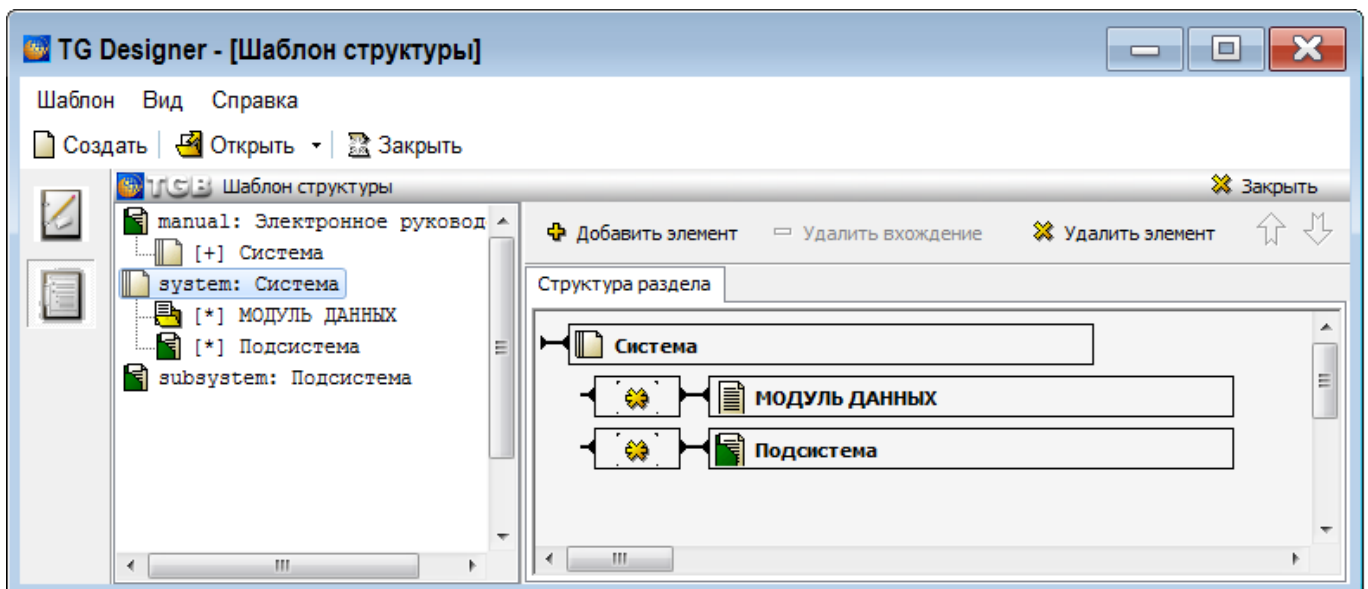 TG Designer - [Шаблон структуры]
Шаблон Вид Справка
Создать Открыть Закрыть
TGB Шаблон структуры Закрыть
manual: Электронное руковод
[+] Система
system: Система
[*] МОДУЛЬ ДАННЫХ
[*] Подсистема
subsystem: Подсистема
Добавить элемент Удалить вхождение Удалить элемент
Структура раздела
Система
МОДУЛЬ ДАННЫХ
Подсистема